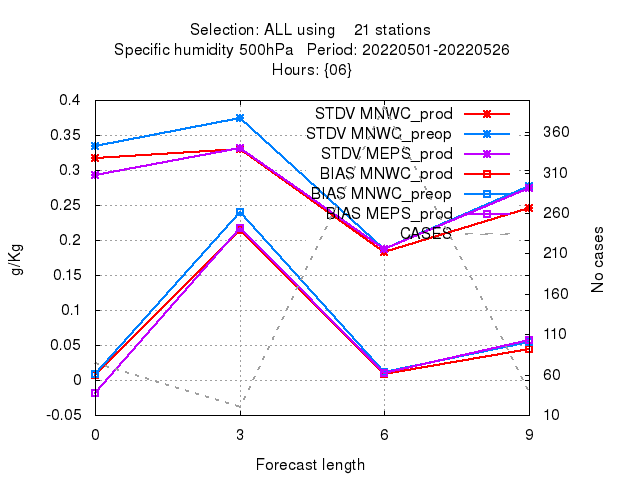 Selection: ALL using    21 stations
Specific humidity 500hPa   Period: 20220501-20220526
Hours: {06}
STDV MNWC_prod
STDV MNWC_preop
STDV MEPS_prod
BIAS MNWC_prod
BIAS MNWC_preop
BIAS MEPS_prod
CASES
0.4
0.35
0.3
0.25
0.2
0.15
0.1
0.05
0
-0.05
g/Kg
360
310
260
210
160
110
60
10
No cases
0 3 6 9
Forecast length